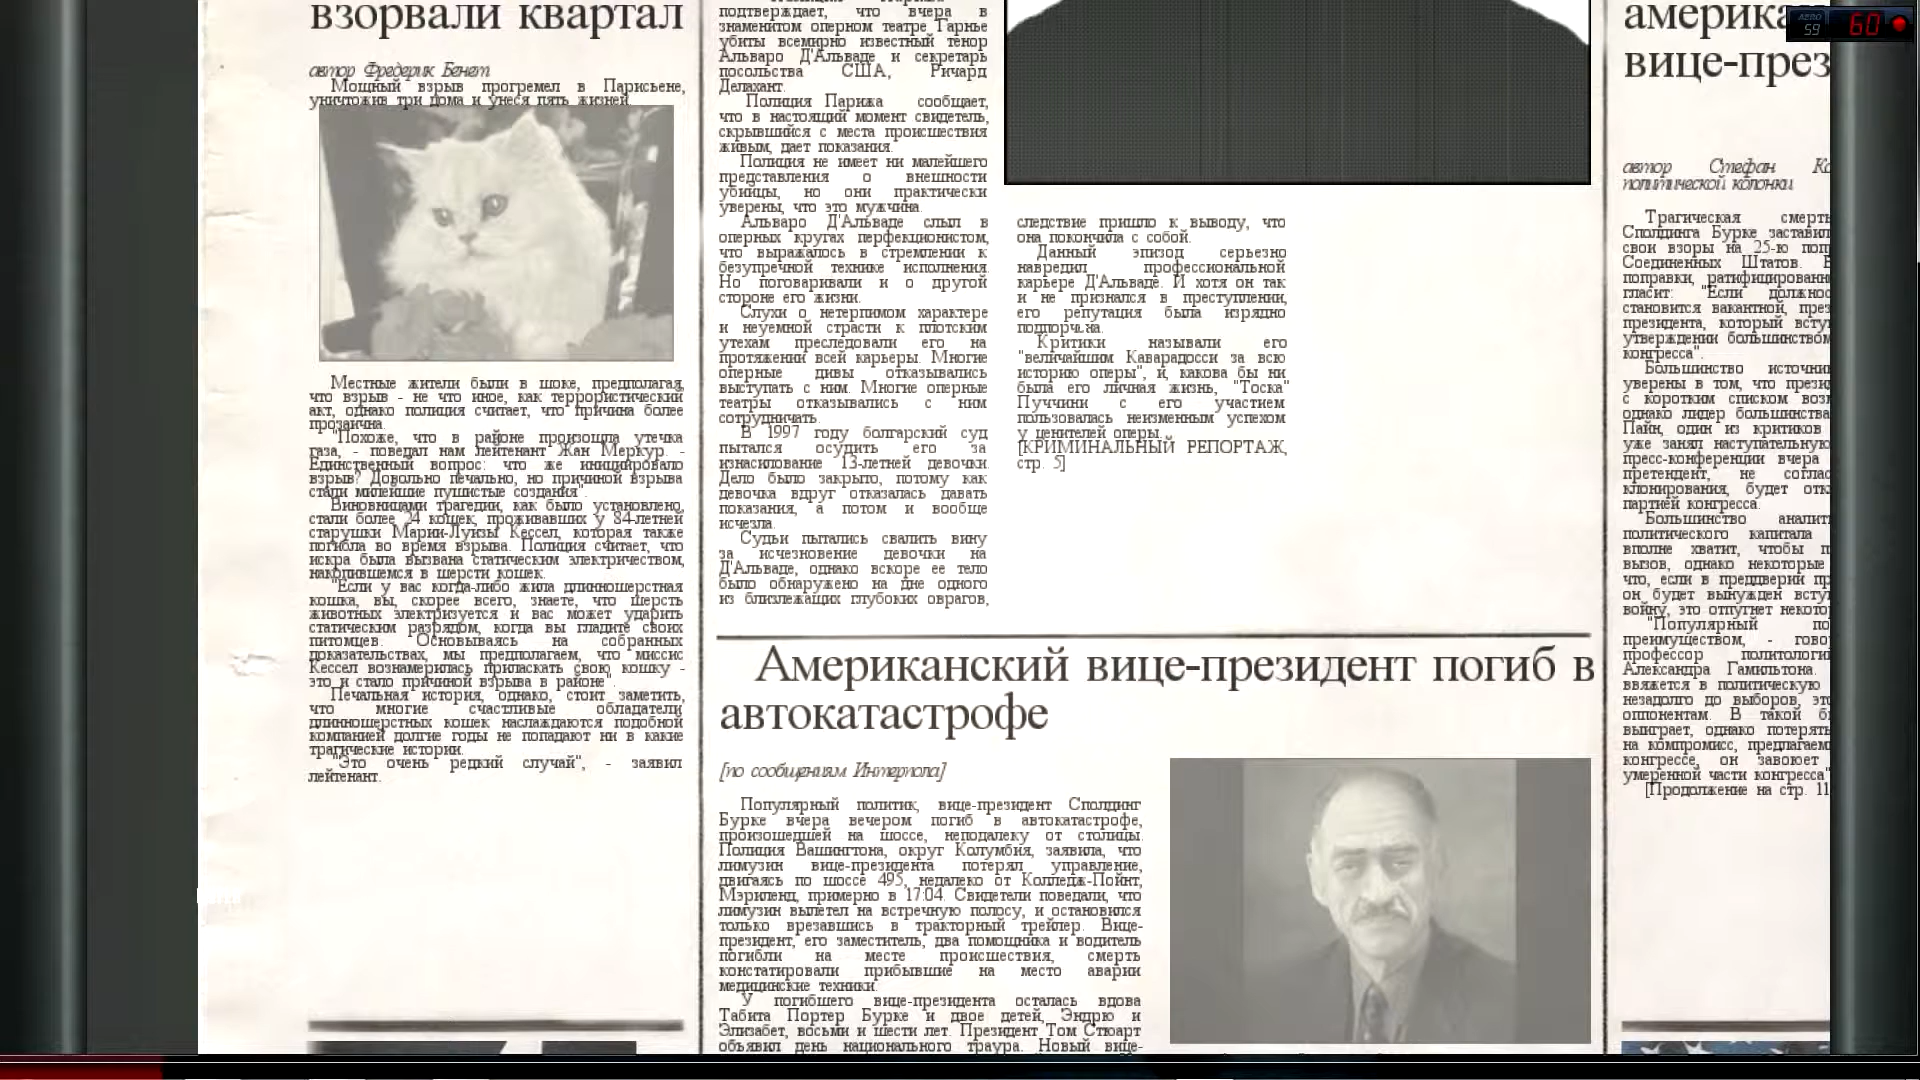 взорвали квартал
автор Фредерик Бенет
Мощный взрыв прогремел в Парисьене,
уничтожив три дома и унеся пять жизней.
Местные жители были в шоке, предполагая,
что взрыв - не что иное, как террористический
акт, однако полиция считает, что причина более
прозаична.
"Похоже, что в районе произошла утечка
газа, - поведал нам лейтенант Жан Меркур. -
Единственный вопрос: что же инициировало
взрыв? Довольно печально, но причиной взрыва
стали милейшие пушистые создания".
Виновницами трагедии, как было установлено,
стали более 24 кошек, проживавших у 84-летней
старушки Марии-Луизы Кессел, которая также
погибла во время взрыва. Полиция считает, что
искра была вызвана статическим электричеством,
накопившемся в шерсти кошек.
"Если у вас когда-либо жила длинношерстная
кошка, вы, скорее всего, знаете, что шерсть
животных электризуется и вас может ударить
статическим разрядом, когда вы гладите своих
питомцев. Основываясь на собранных
доказательствах, мы предполагаем, что миссис
Кессел вознамерилась приласкать свою кошку -
это и стало причиной взрыва в районе".
Печальная история, однако, стоит заметить,
что многие счастливые обладатели
длинношерстных кошек наслаждаются подобной
компанией долгие годы не попадают ни в какие
трагические истории.
"Это очень редкий случай", - заявил
лейтенант.
подтверждает, что вчера в
знаменитом оперном театре Гарнье
убиты всемирно известный тенор
Альваро Д'Альваде и секретарь
посольства США, Ричард
Делахант.
Полиция Парижа сообщает,
что в настоящий момент свидетель,
скрывшийся с места происшествия
живым, дает показания.
Полиция не имеет ни малейшего
представления о внешности
убийцы, но они практически
уверены, что это мужчина.
Альваро Д'Альваде слыл в
оперных кругах перфекционистом,
что выражалось в стремлении к
безупречной технике исполнения.
Но поговаривали и о другой
стороне его жизни.
Слухи о нетерпимом характере
и неуемной страсти к плотским
утехам преследовали его на
протяжении всей карьеры. Многие
оперные дивы отказывались
выступать с ним. Многие оперные
театры отказывались с ним
сотрудничать.
В 1997 году болгарский суд
пытался осудить его за
изнасилование 13-летней девочки.
Дело было закрыто, потому как
девочка вдруг отказалась давать
показания, а потом и вообще
исчезла.
Судьи пытались свалить вину
за исчезновение девочки на
Д'Альваде, однако вскоре ее тело
было обнаружено на дне одного
из близлежащих глубоких оврагов,
следствие пришло к выводу, что
она покончила с собой.
Данный эпизод серьезно
навредил профессиональной
карьере Д'Альваде. И хотя он так
и не признался в преступлении,
его репутация была изрядно
подпорчена.
Критики называли его
"величайшим Каварадосси за всю
историю оперы", и, какова бы ни
была его личная жизнь, "Тоска"
Пуччини с его участием
пользовалась неизменным успехом
у ценителей оперы.
[КРИМИНАЛЬНЫЙ РЕПОРТАЖ,
стр. 5]
Американский вице-президент погиб в
автокатастрофе
[по сообщениям Интерпола]
Популярный политик, вице-президент Сполдинг
Бурке вчера вечером погиб в автокатастрофе,
произошедшей на шоссе, неподалеку от столицы.
Полиция Вашингтона, округ Колумбия, заявила, что
лимузин вице-президента потерял управление,
двигаясь по шоссе 495, недалеко от Колледж-Пойнт,
Мэриленд, примерно в 17:04. Свидетели поведали, что
лимузин вылетел на встречную полосу, и остановился
только врезавшись в тракторный трейлер. Вице-
президент, его заместитель, два помощника и водитель
погибли на месте происшествия, смерть
констатировали прибывшие на место аварии
медицинские техники.
У погибшего вице-президента осталась вдова
Табита Портер Бурке и двое детей, Эндрю и
Элизабет, восьми и шести лет. Президент Том Стюарт
объявил день национального траура. Новый вице-
америка
вице-през
автор Стефан Ко
политической колонки
Трагическая смерть
Сполдинга Бурке заставил
свои взоры на 25-ю поп
Соединенных Штатов. В
поправки, ратифицированн
гласит: "Если должнос
становится вакантной, през
президента, который всту
утверждении большинством
конгресса".
Большинство источни
уверены в том, что прези
с коротким списком возм
однако лидер большинства
Пайн, один из критиков
уже занял наступательную
пресс-конференции вчера
претендент, не соглас
клонирования, будет отк
партией конгресса.
Большинство аналит
политического капитала
вполне хватит, чтобы п
вызов, однако некоторые
что, если в преддверии пр
он будет вынужден всту
войну, это отпугнет некото
"Популярный по
преимуществом, - гово
профессор политологи
Александра Гамильтона.
ввяжется в политическую
незадолго до выборов, это
оппонентам. В такой б
выиграет, однако потерять
на компромисс, предлагаем
конгрессе, он завоюет
умеренной части конгресса"
[Продолжение на стр. 11
AERO
59
60